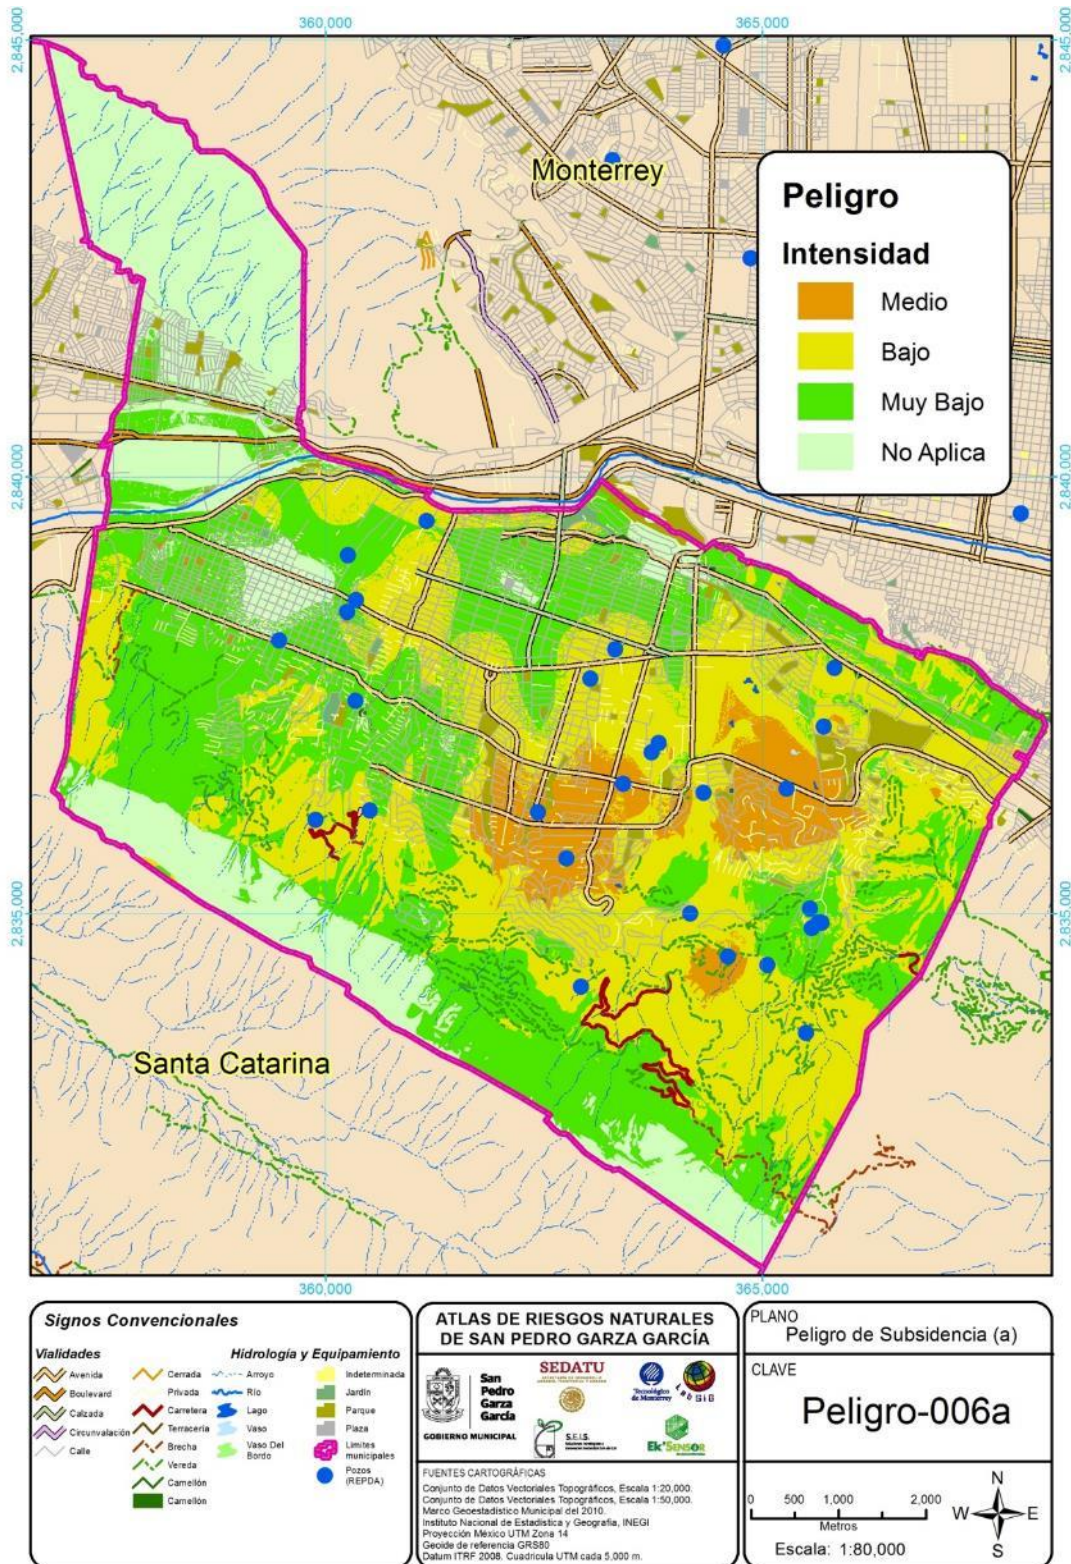 360,000
365,000
2,845,000
2,845,000
Monterrey
Peligro
Intensidad
Medio
Bajo
Muy Bajo
No Aplica
2,840,000
2,840,000
2,835,000
2,835,000
Santa Catarina
360,000
365,000
Signos Convencionales
Vialidades
Avenida
Boulevard
Calzada
Circunvalación
Calle
Cerrada
Privada
Carretera
Terracería
Brecha
Vereda
Camellón
Camellón
Hidrología y Equipamiento
Arroyo
Río
Lago
Vaso
Vaso Del
Bordo
Indeterminada
Jardín
Parque
Plaza
Límites
municipales
Pozos
(REPDA)
ATLAS DE RIESGOS NATURALES
DE SAN PEDRO GARZA GARCÍA
San
Pedro
Garza
García
GOBIERNO MUNICIPAL
SEDATU
Tecnológico
de Monterrey
Lab SIG
S.E.I.S.
Ek'SENSOR
FUENTES CARTOGRÁFICAS
Conjunto de Datos Vectoriales Topográficos, Escala 1:20,000.
Conjunto de Datos Vectoriales Topográficos, Escala 1:50,000.
Marco Geoestadístico Municipal del 2010.
Instituto Nacional de Estadística y Geografía, INEGI
Proyección México UTM Zona 14
Geoide de referencia GRS80
Datum ITRF 2008. Cuadrícula UTM cada 5,000 m.
PLANO
Peligro de Subsidencia (a)
CLAVE
Peligro-006a
0 500 1,000 2,000
Metros
Escala: 1:80,000
N
W E
S